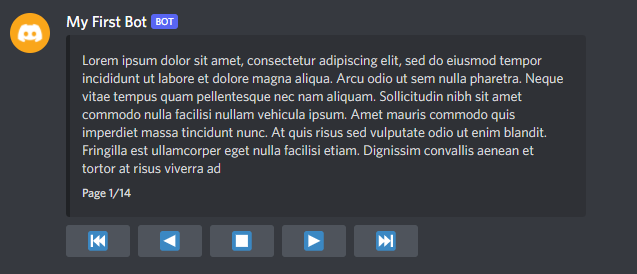 My First Bot BOT
Lorem ipsum dolor sit amet, consectetur adipiscing elit, sed do eiusmod tempor
incididunt ut labore et dolore magna aliqua. Arcu odio ut sem nulla pharetra. Neque
vitae tempus quam pellentesque nec nam aliquam. Sollicitudin nibh sit amet
commodo nulla facilisi nullam vehicula ipsum. Amet mauris commodo quis
imperdiet massa tincidunt nunc. At quis risus sed vulputate odio ut enim blandit.
Fringilla est ullamcorper eget nulla facilisi etiam. Dignissim convallis aenean et
tortor at risus viverra ad
Page 1/14